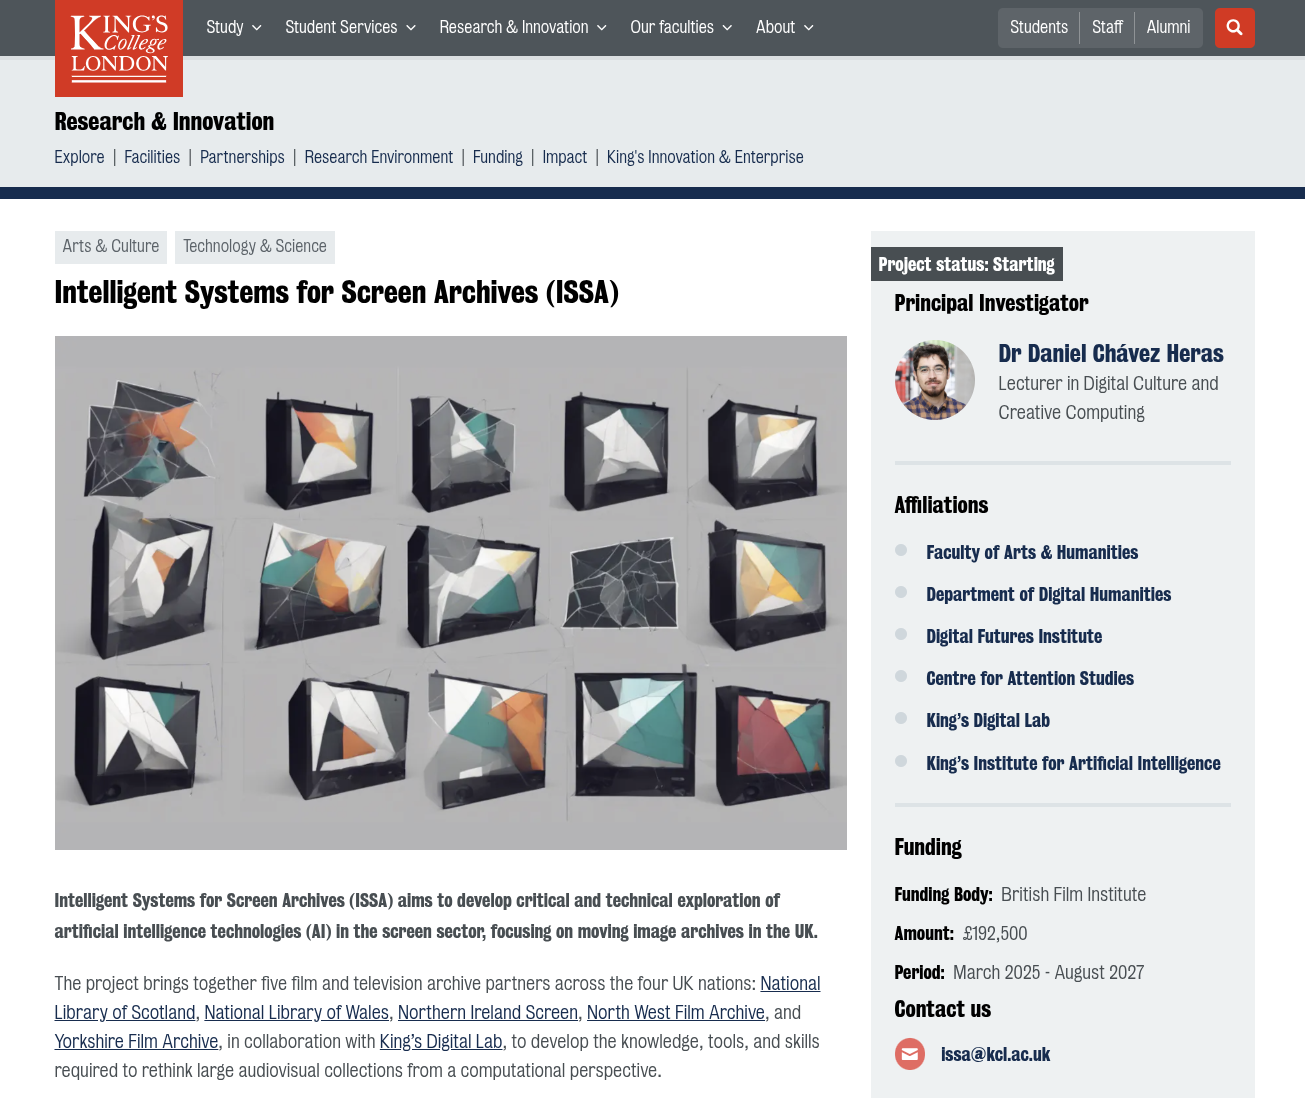 KING'S
College
LONDON
Study
Student Services
Research & Innovation
Our faculties
About
Students
Staff
Alumni
Research & Innovation
Explore | Facilities | Partnerships | Research Environment | Funding | Impact | King's Innovation & Enterprise
Arts & Culture
Technology & Science
Intelligent Systems for Screen Archives (ISSA)
Intelligent Systems for Screen Archives (ISSA) aims to develop critical and technical exploration of
artificial intelligence technologies (AI) in the screen sector, focusing on moving image archives in the UK.
The project brings together five film and television archive partners across the four UK nations: National
Library of Scotland, National Library of Wales, Northern Ireland Screen, North West Film Archive, and
Yorkshire Film Archive, in collaboration with King’s Digital Lab, to develop the knowledge, tools, and skills
required to rethink large audiovisual collections from a computational perspective.
Project status: Starting
Principal Investigator
Dr Daniel Chávez Heras
Lecturer in Digital Culture and
Creative Computing
Affiliations
Faculty of Arts & Humanities
Department of Digital Humanities
Digital Futures Institute
Centre for Attention Studies
King’s Digital Lab
King’s Institute for Artificial Intelligence
Funding
Funding Body: British Film Institute
Amount: £192,500
Period: March 2025 - August 2027
Contact us
issa@kcl.ac.uk